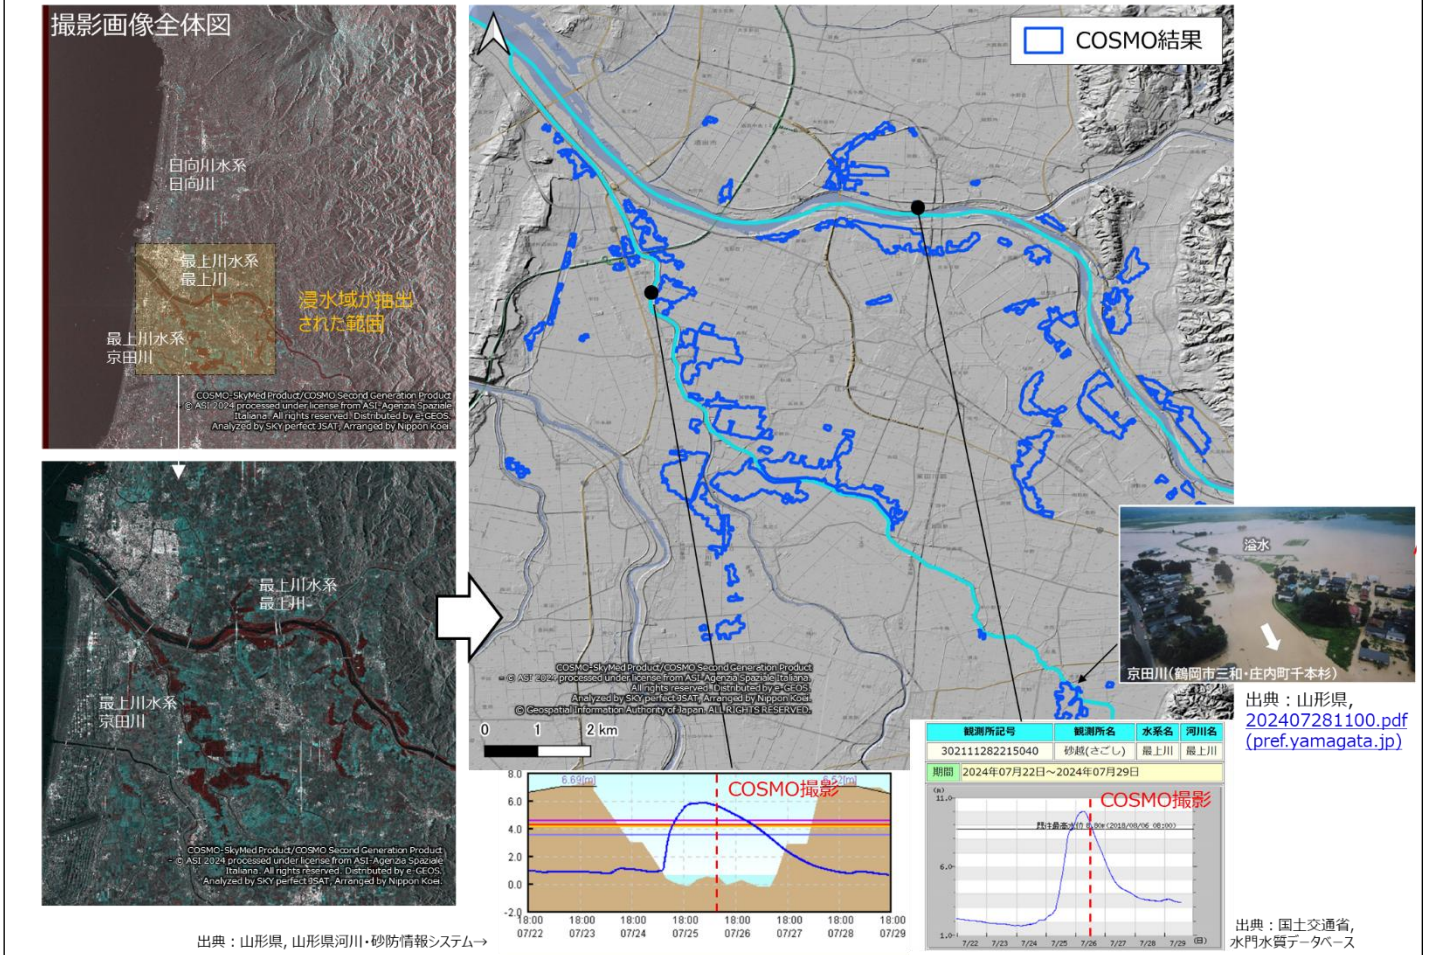 撮影画像全体図
日向川水系
日向川
最上川水系
最上川
浸水域が抽出
された範囲
最上川水系
京田川
COSMO-SkyMed Product/COSMO Second Generation Product
- © ASI 2024 processed under license from ASI-Agenzia Spaziale
Italiana. All rights reserved. Distributed by e-GEOS.
Analyzed by SKY perfect JSAT, Arranged by Nippon Koei.
最上川水系
最上川
最上川水系
京田川
COSMO-SkyMed Product/COSMO Second Generation Product
- © ASI 2024 processed under license from ASI-Agenzia Spaziale
Italiana. All rights reserved. Distributed by e-GEOS.
Analyzed by SKY perfect JSAT, Arranged by Nippon Koei.
COSMO結果
COSMO-SkyMed Product/COSMO Second Generation Product
- © ASI 2024 processed under license from ASI-Agenzia Spaziale Italiana.
All rights reserved. Distributed by e-GEOS.
Analyzed by SKY perfect JSAT, Arranged by Nippon Koei.
© Geospatial Information Authority of Japan. ALL RIGHTS RESERVED.
0 1 2 km
溢水
京田川(鶴岡市三和・庄内町千本杉)
出典：山形県,
202407281100.pdf
(pref.yamagata.jp)
8.0
6.69[m]
6.52[m]
COSMO撮影
6.0
4.0
2.0
0.0
-2.0
18:00 18:00 18:00 18:00 18:00 18:00 18:00 18:00
07/22 07/23 07/24 07/25 07/26 07/27 07/28 07/29
出典：山形県, 山形県河川・砂防情報システム→
観測所記号 観測所名 水系名 河川名
302111282215040 砂越(さごし) 最上川 最上川
期間 2024年07月22日～2024年07月29日
(m)
11.0
COSMO撮影
6.0
1.0
7/22 7/23 7/24 7/25 7/26 7/27 7/28 7/29 (日)
出典：国土交通省,
水門水質データベース